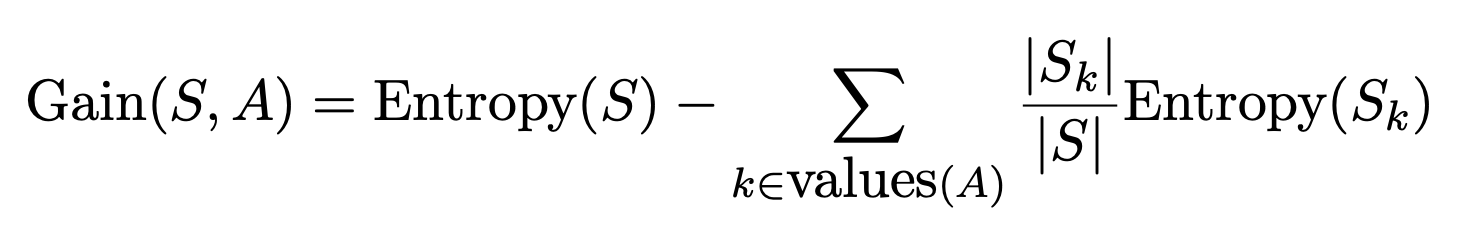 Gain(S, A) = Entropy(S) − ∑_{k∈values(A)} |S_k|/|S| Entropy(S_k)